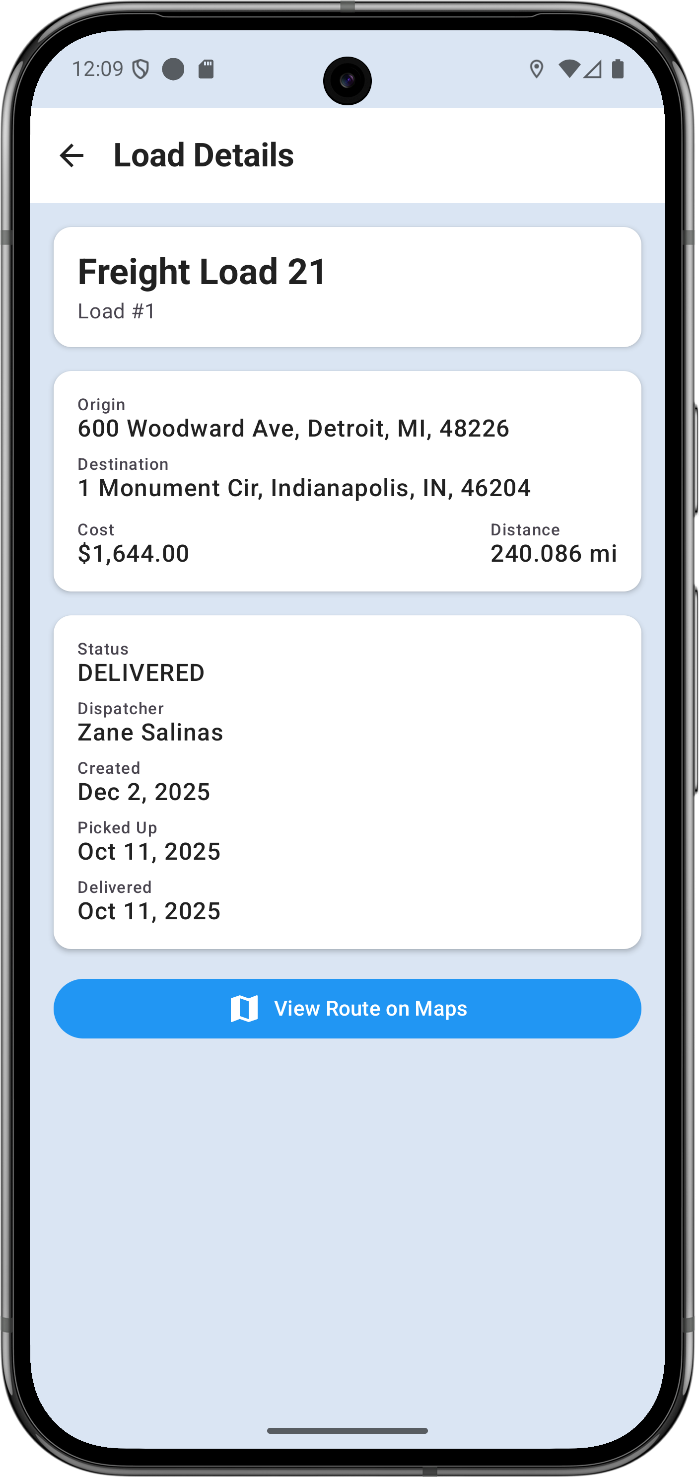 12:09
Load Details
Freight Load 21
Load #1
Origin
600 Woodward Ave, Detroit, MI, 48226
Destination
1 Monument Cir, Indianapolis, IN, 46204
Cost Distance
$1,644.00 240.086 mi
Status
DELIVERED
Dispatcher
Zane Salinas
Created
Dec 2, 2025
Picked Up
Oct 11, 2025
Delivered
Oct 11, 2025
View Route on Maps